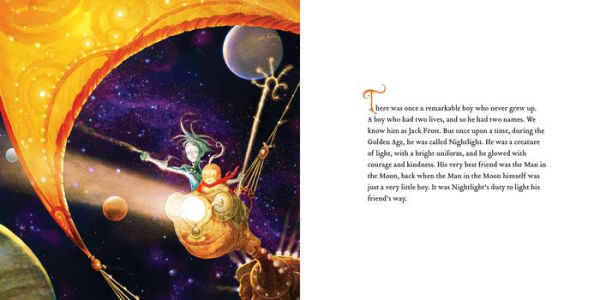 There was once a remarkable boy who never grew up.
A boy who had two lives, and so he had two names. We
know him as Jack Frost. But once upon a time, during the
Golden Age, he was called Nightlight. He was a creature
of light, with a bright uniform, and he glowed with
courage and kindness. His very best friend was the Man in
the Moon, back when the Man in the Moon himself was
just a very little boy. It was Nightlight's duty to light his
friend's way.